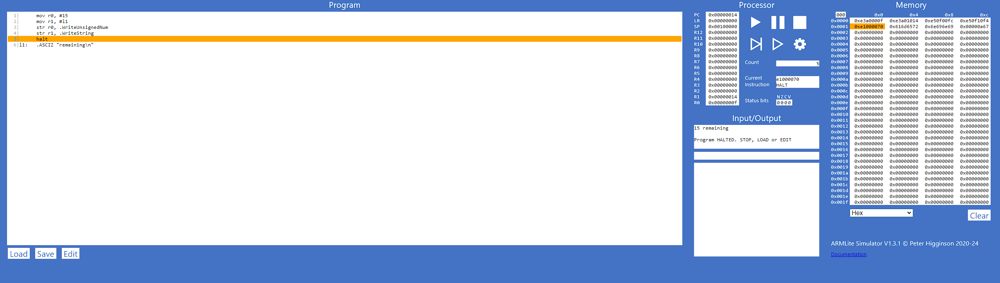 Program
1| mov r0, #15
2| mov r1, #l1
3| str r0, .WriteUnsignedNum
4| str r1, .WriteString
5| halt
6|l1: .ASCIZ "remaining\n"
Load Save Edit
Processor
PC 0x00000014
LR 0x00000000
SP 0x00100000
R12 0x00000000
R11 0x00000000
R10 0x00000000
R9 0x00000000
R8 0x00000000
R7 0x00000000
R6 0x00000000
R5 0x00000000
R4 0x00000000
R3 0x00000000
R2 0x00000000
R1 0x00000014
R0 0x0000000f
Count 5
Current Instruction
e1000070
HALT
Status bits
NZCV
0000
Input/Output
15 remaining
Program HALTED. STOP, LOAD or EDIT
Memory
000 0x0 0x4 0x8 0xc
0x0000 0xe3a0000f 0xe3a01014 0xe50f00fc 0xe50f10f4
0x0001 0xe1000070 0x616d6572 0x6e696e69 0x00000a67
0x0002 0x00000000 0x00000000 0x00000000 0x00000000
0x0003 0x00000000 0x00000000 0x00000000 0x00000000
0x0004 0x00000000 0x00000000 0x00000000 0x00000000
0x0005 0x00000000 0x00000000 0x00000000 0x00000000
0x0006 0x00000000 0x00000000 0x00000000 0x00000000
0x0007 0x00000000 0x00000000 0x00000000 0x00000000
0x0008 0x00000000 0x00000000 0x00000000 0x00000000
0x0009 0x00000000 0x00000000 0x00000000 0x00000000
0x000a 0x00000000 0x00000000 0x00000000 0x00000000
0x000b 0x00000000 0x00000000 0x00000000 0x00000000
0x000c 0x00000000 0x00000000 0x00000000 0x00000000
0x000d 0x00000000 0x00000000 0x00000000 0x00000000
0x000e 0x00000000 0x00000000 0x00000000 0x00000000
0x000f 0x00000000 0x00000000 0x00000000 0x00000000
0x0010 0x00000000 0x00000000 0x00000000 0x00000000
0x0011 0x00000000 0x00000000 0x00000000 0x00000000
0x0012 0x00000000 0x00000000 0x00000000 0x00000000
0x0013 0x00000000 0x00000000 0x00000000 0x00000000
0x0014 0x00000000 0x00000000 0x00000000 0x00000000
0x0015 0x00000000 0x00000000 0x00000000 0x00000000
0x0016 0x00000000 0x00000000 0x00000000 0x00000000
0x0017 0x00000000 0x00000000 0x00000000 0x00000000
0x0018 0x00000000 0x00000000 0x00000000 0x00000000
0x0019 0x00000000 0x00000000 0x00000000 0x00000000
0x001a 0x00000000 0x00000000 0x00000000 0x00000000
0x001b 0x00000000 0x00000000 0x00000000 0x00000000
0x001c 0x00000000 0x00000000 0x00000000 0x00000000
0x001d 0x00000000 0x00000000 0x00000000 0x00000000
0x001e 0x00000000 0x00000000 0x00000000 0x00000000
0x001f 0x00000000 0x00000000 0x00000000 0x00000000
Hex Clear
ARMLite Simulator V1.3.1 © Peter Higginson 2020-24
Documentation